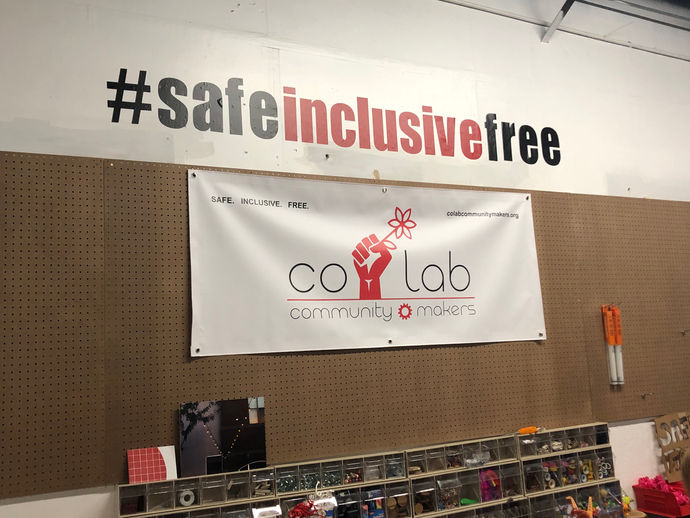 #safeinclusivefree
SAFE. INCLUSIVE. FREE.
colabcommunitymakers.org
co lab
community makers